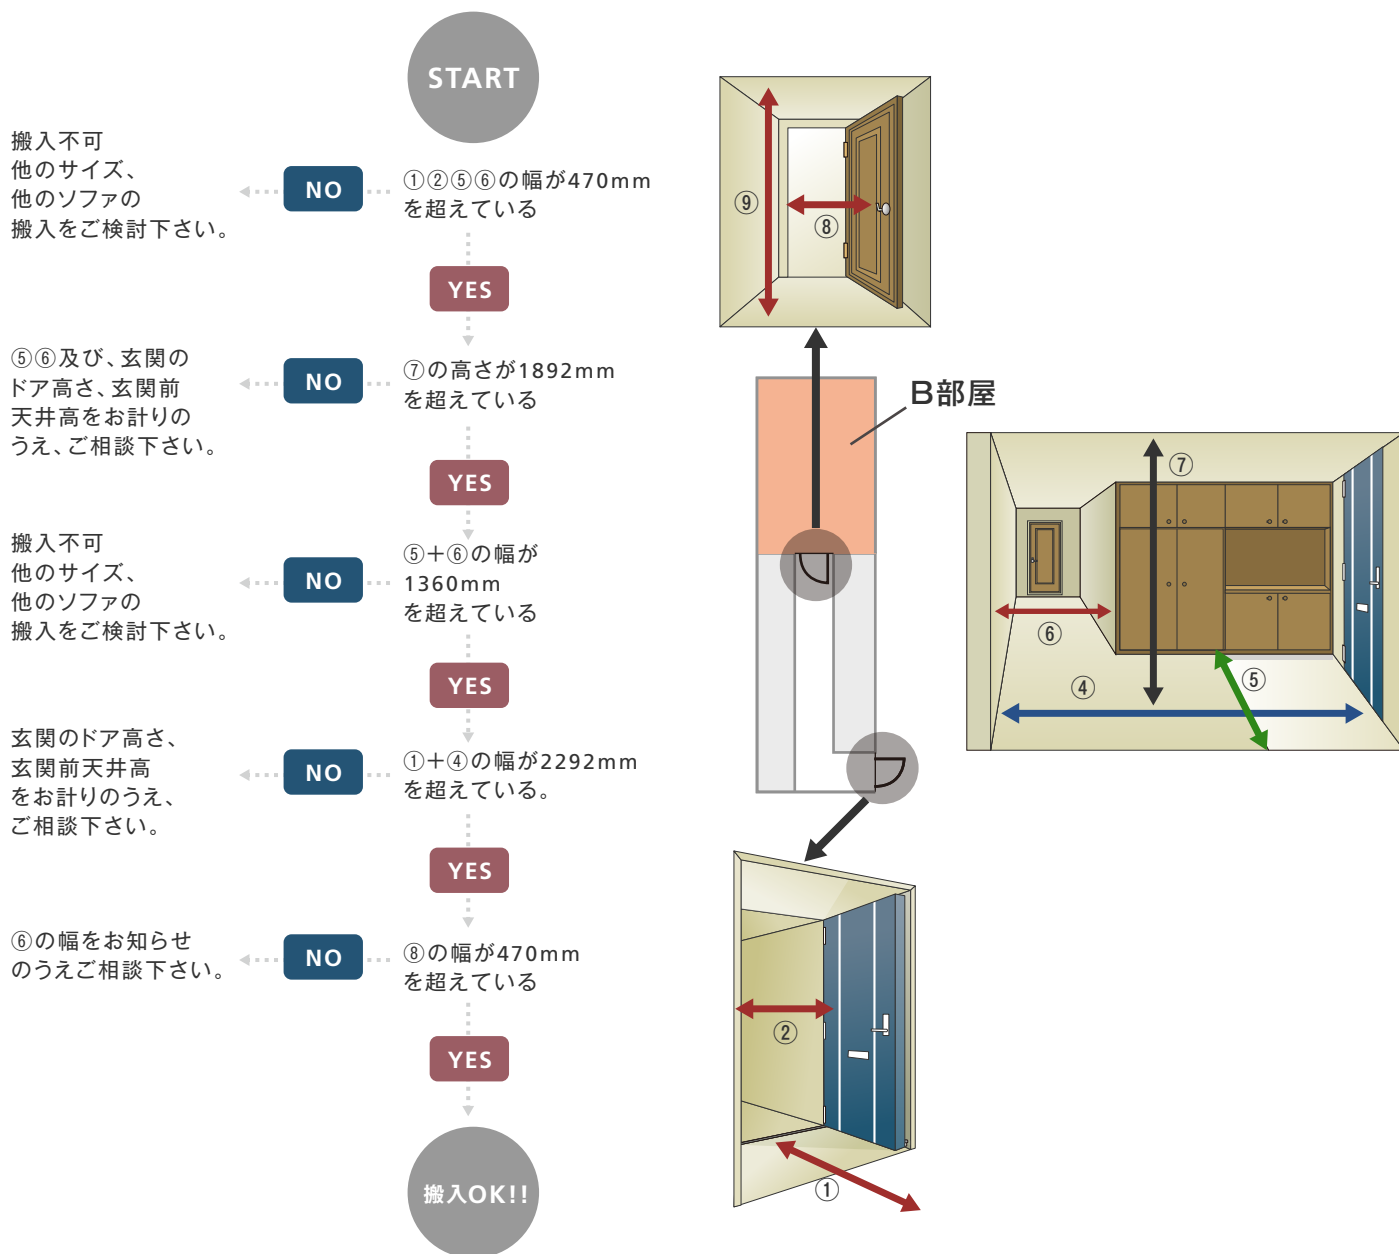 START
搬入不可
他のサイズ、
他のソファの
搬入をご検討下さい。
NO
①②⑤⑥の幅が470mm
を超えている
YES
⑤⑥及び、玄関の
ドア高さ、玄関前
天井高をお計りの
うえ、ご相談下さい。
NO
⑦の高さが1892mm
を超えている
YES
搬入不可
他のサイズ、
他のソファの
搬入をご検討下さい。
NO
⑤＋⑥の幅が
1360mm
を超えている
YES
玄関のドア高さ、
玄関前天井高
をお計りのうえ、
ご相談下さい。
NO
①＋④の幅が2292mm
を超えている。
YES
⑥の幅をお知らせ
のうえご相談下さい。
NO
⑧の幅が470mm
を超えている
YES
搬入OK!!
⑨
⑧
B部屋
⑦
⑥
④
⑤
②
①